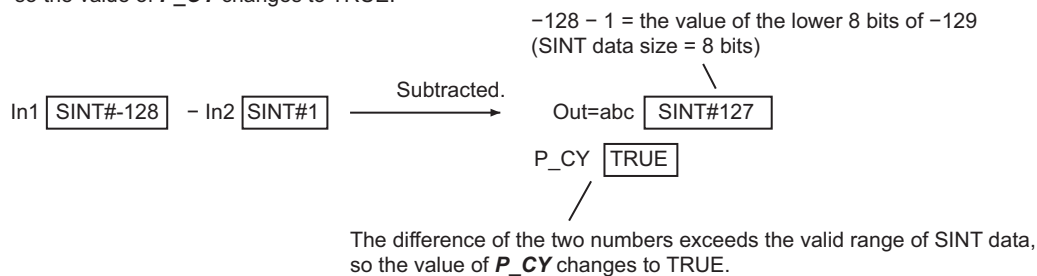 so the value of P_CY changes to TRUE.
−128 − 1 = the value of the lower 8 bits of −129
(SINT data size = 8 bits)
In1 SINT#-128 − In2 SINT#1 Subtracted. Out=abc SINT#127
P_CY TRUE
The difference of the two numbers exceeds the valid range of SINT data,
so the value of P_CY changes to TRUE.